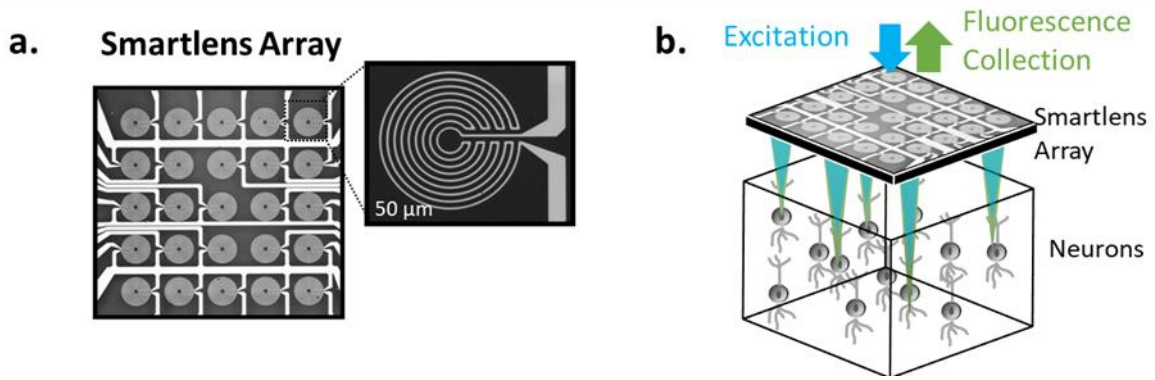 a.
Smartlens Array
50 μm
b.
Excitation
Fluorescence
Collection
Smartlens
Array
Neurons